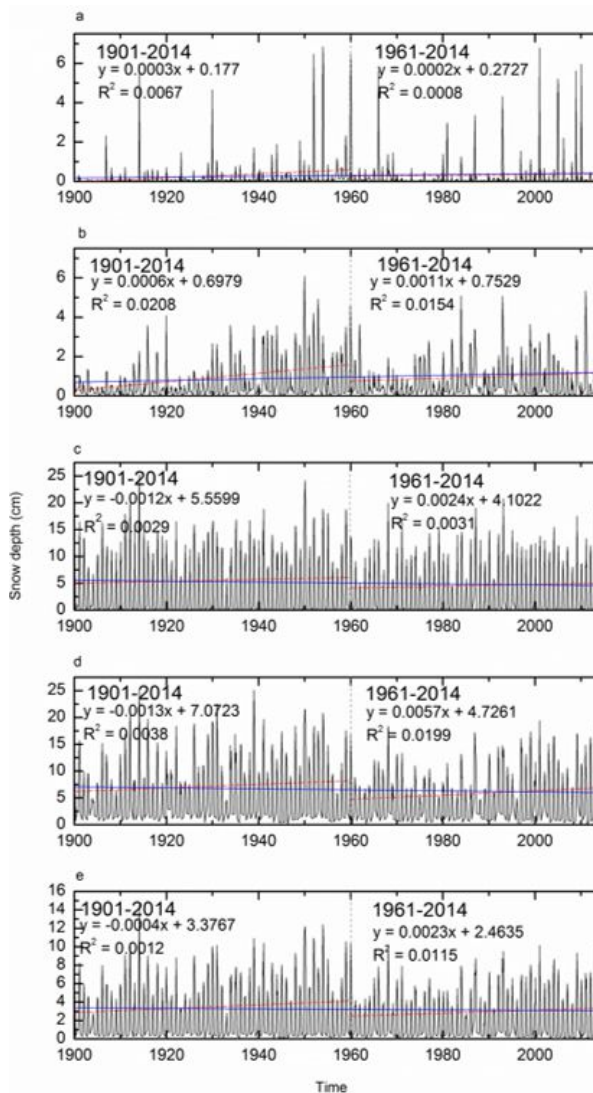 a
1901-2014
y = 0.0003x + 0.177
R² = 0.0067
1961-2014
y = 0.0002x + 0.2727
R² = 0.0008
6
4
2
0
1900 1920 1940 1960 1980 2000
b
1901-2014
y = 0.0006x + 0.6979
R² = 0.0208
1961-2014
y = 0.0011x + 0.7529
R² = 0.0154
6
4
2
0
1900 1920 1940 1960 1980 2000
c
1901-2014
y = -0.0012x + 5.5599
R² = 0.0029
1961-2014
y = 0.0024x + 4.1022
R² = 0.0031
25
20
15
10
5
0
1900 1920 1940 1960 1980 2000
Snow depth (cm)
d
1901-2014
y = -0.0013x + 7.0723
R² = 0.0038
1961-2014
y = 0.0057x + 4.7261
R² = 0.0199
25
20
15
10
5
0
1900 1920 1940 1960 1980 2000
e
1901-2014
y = -0.0004x + 3.3767
R² = 0.0012
1961-2014
y = 0.0023x + 2.4635
R² = 0.0115
16
14
12
10
8
6
4
2
0
1900 1920 1940 1960 1980 2000
Time